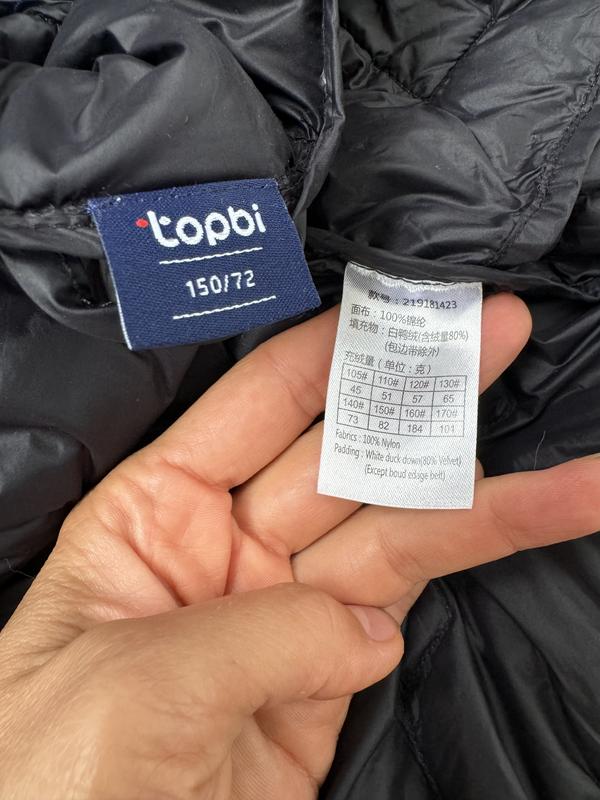 topbi
150/72
款号：219181423
面布：100%锦纶
填充物：白鸭绒(含绒量80%)
(包边带除外)
充绒量（单位：克）
105# 110# 120# 130#
45 51 57 65
140# 150# 160# 170#
73 82 184 101
Fabrics : 100% Nylon
Padding : White duck down(80% Velvet)
(Except boud edage belt)